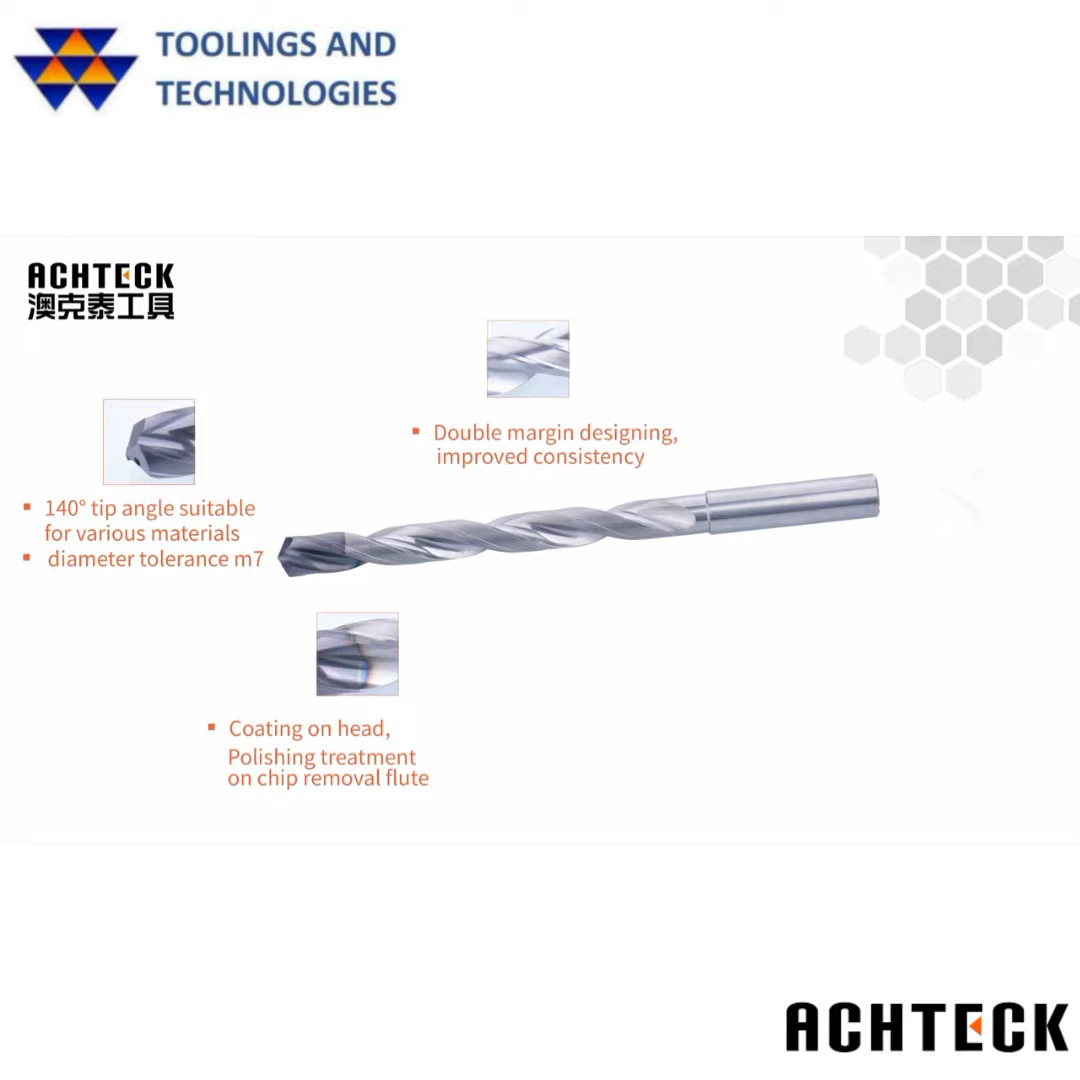 TOOLINGS AND
TECHNOLOGIES
ACHTECK
澳克泰工具
▪ Double margin designing,
improved consistency
▪ 140° tip angle suitable
for various materials
▪ diameter tolerance m7
▪ Coating on head,
Polishing treatment
on chip removal flute
ACHTECK